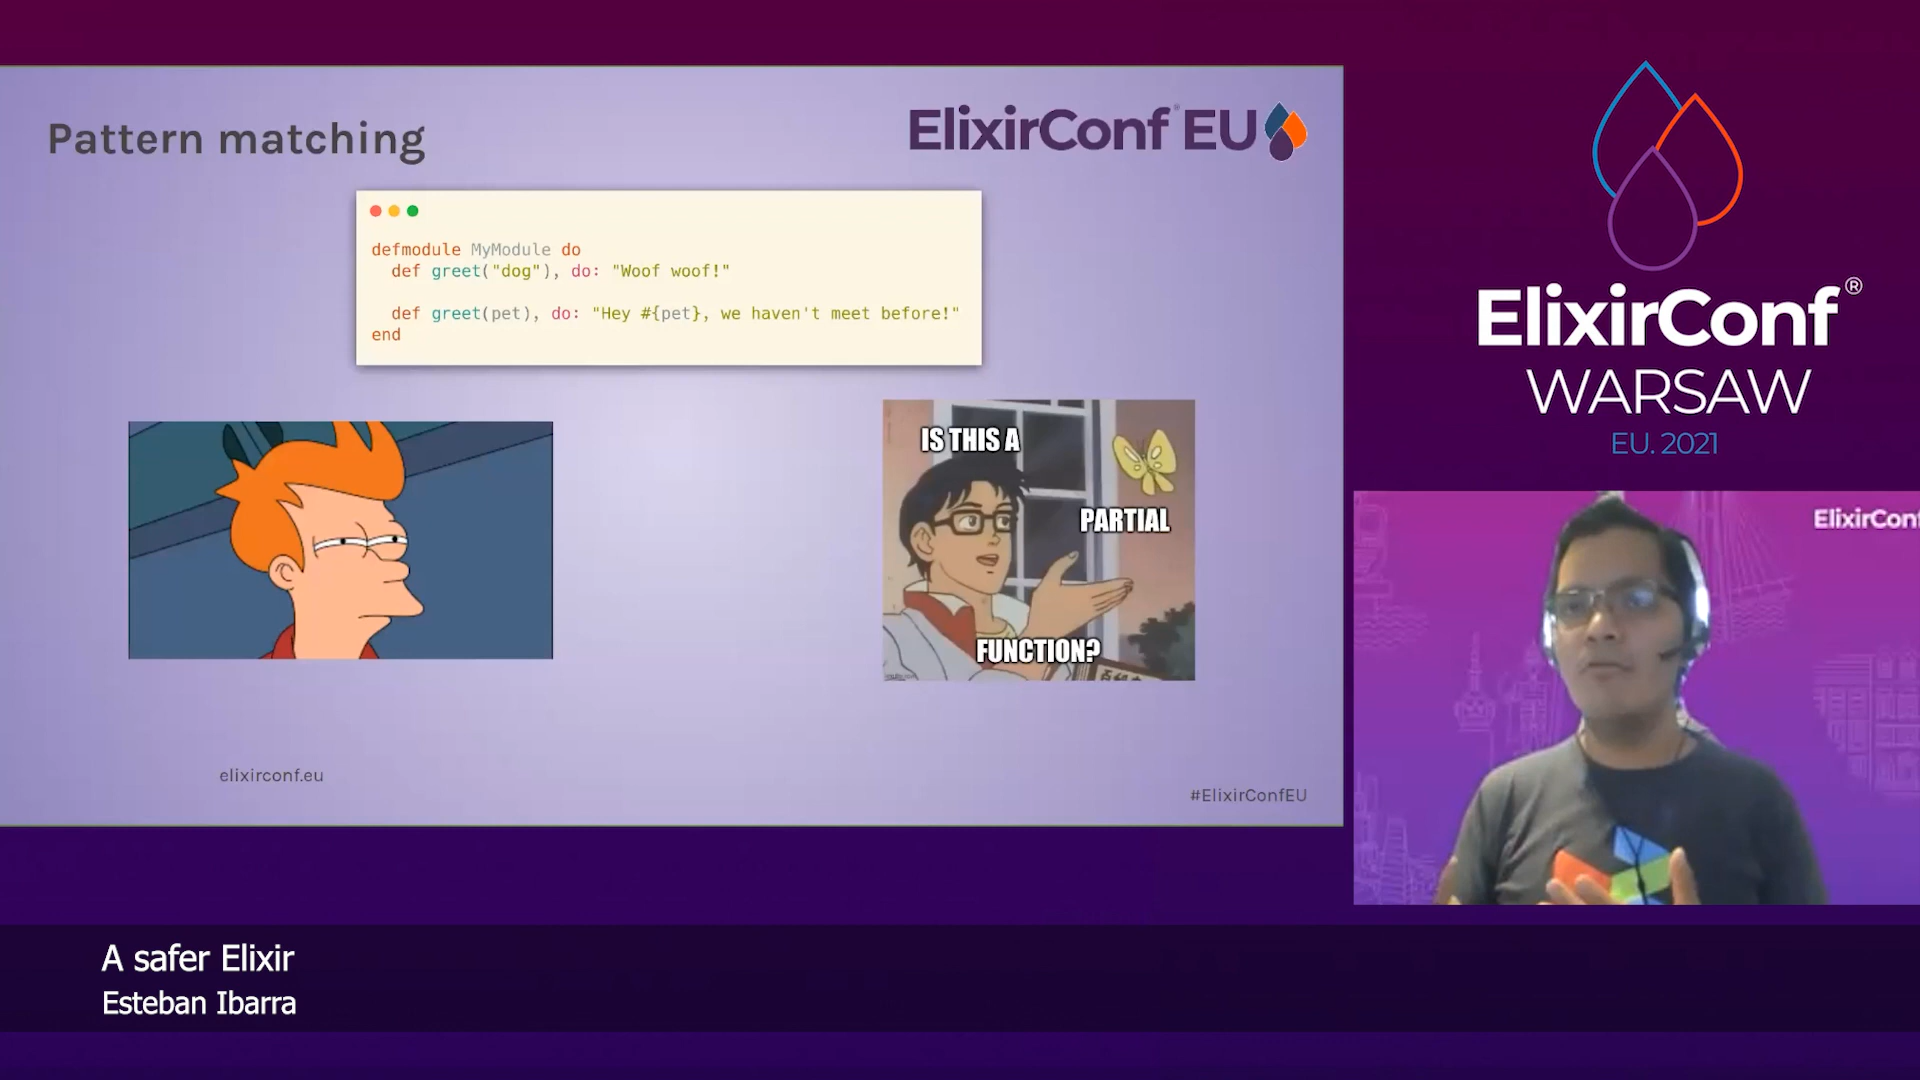 Pattern matching
ElixirConf EU
defmodule MyModule do
def greet("dog"), do: "Woof woof!"
def greet(pet), do: "Hey #{pet}, we haven't meet before!"
end
IS THIS A
PARTIAL
FUNCTION?
elixirconf.eu
#ElixirConfEU
ElixirConf®
WARSAW
EU. 2021
ElixirConf
A safer Elixir
Esteban Ibarra